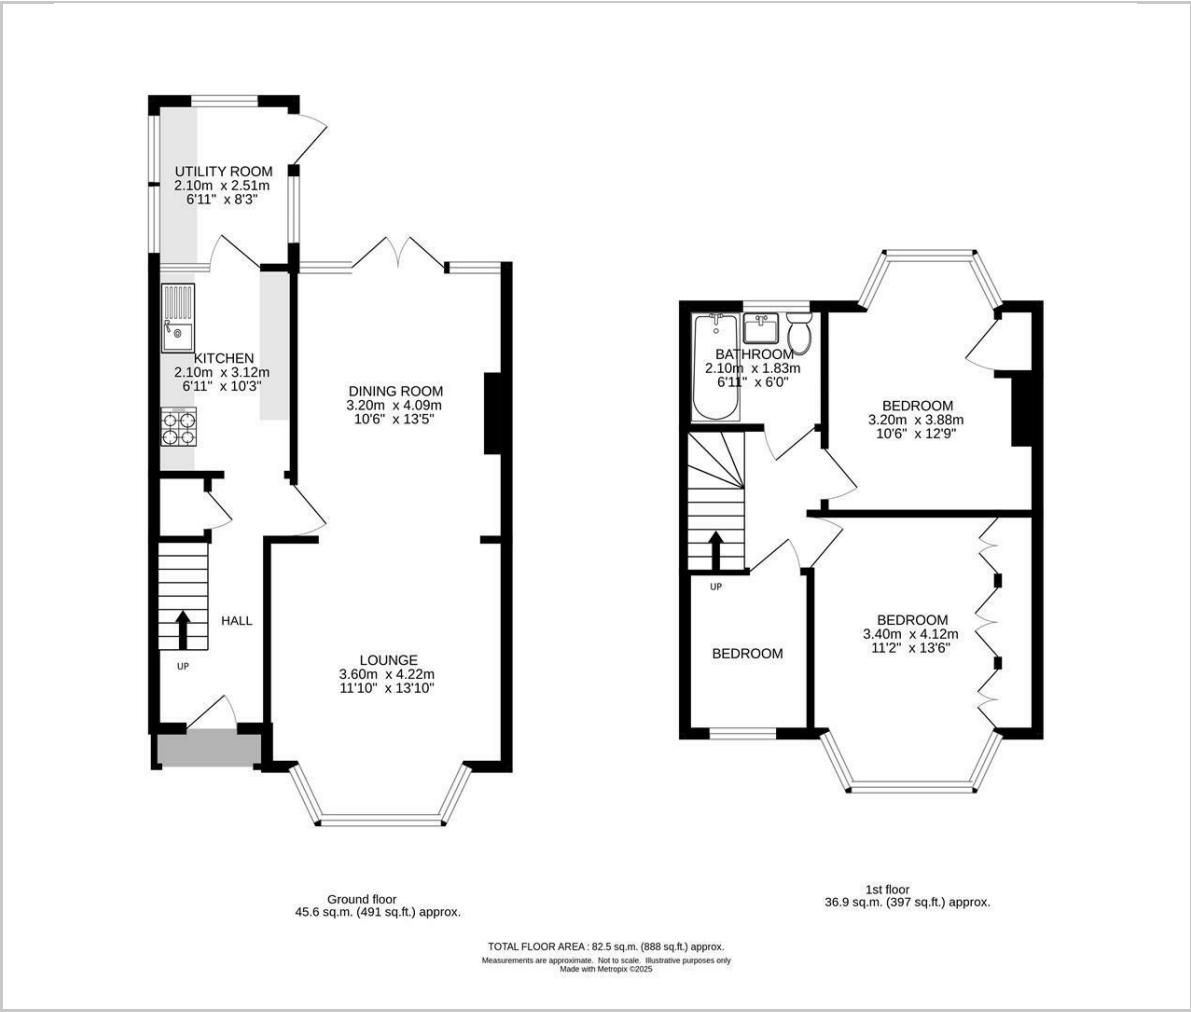 UTILITY ROOM
2.10m x 2.51m
6'11" x 8'3"
KITCHEN
2.10m x 3.12m
6'11" x 10'3"
DINING ROOM
3.20m x 4.09m
10'6" x 13'5"
HALL
UP
LOUNGE
3.60m x 4.22m
11'10" x 13'10"
BATHROOM
2.10m x 1.83m
6'11" x 6'0"
BEDROOM
3.20m x 3.88m
10'6" x 12'9"
UP
BEDROOM
BEDROOM
3.40m x 4.12m
11'2" x 13'6"
Ground floor
45.6 sq.m. (491 sq.ft.) approx.
1st floor
36.9 sq.m. (397 sq.ft.) approx.
TOTAL FLOOR AREA : 82.5 sq.m. (888 sq.ft.) approx.
Measurements are approximate. Not to scale. Illustrative purposes only
Made with Metropix ©2025